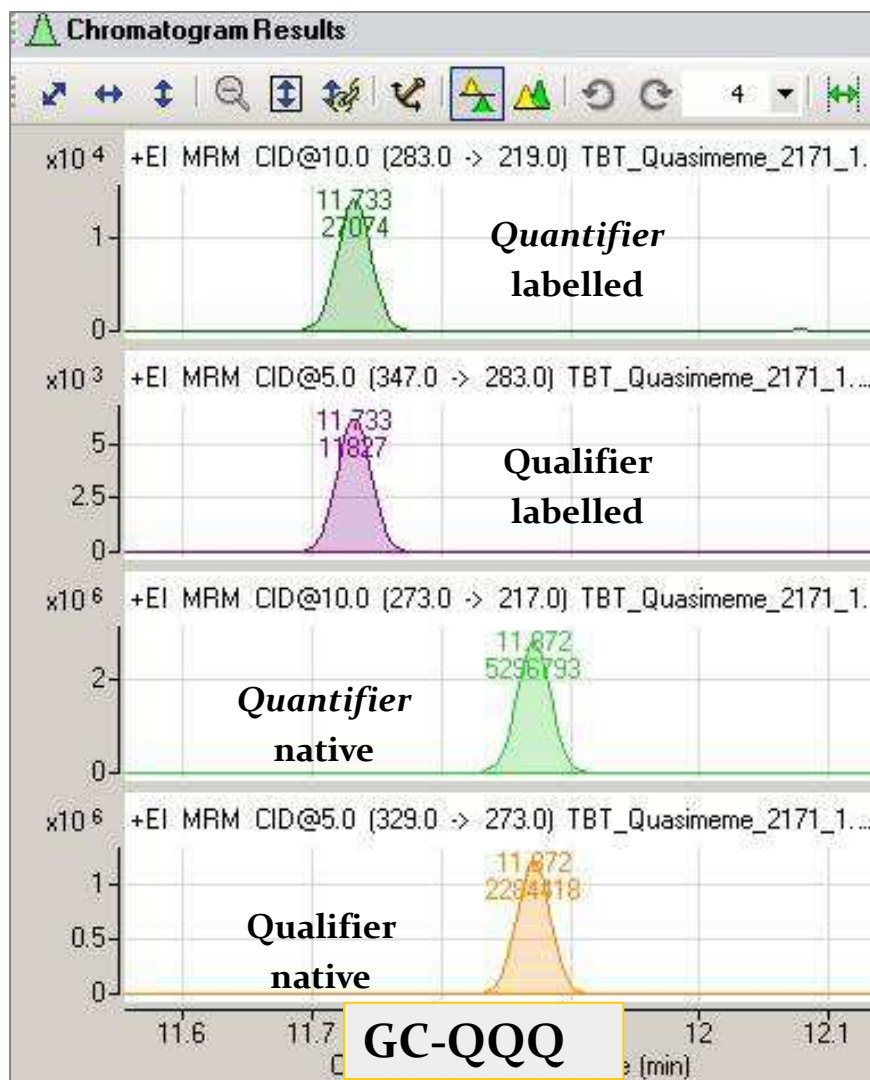 Chromatogram Results
4
x10 4 +EI MRM CID@10.0 (283.0 -> 219.0) TBT_Quasimeme_2171_1.
11.733
27074
1
0
Quantifier
labelled
x10 3 +EI MRM CID@5.0 (347.0 -> 283.0) TBT_Quasimeme_2171_1. ...
11.733
11827
5
2.5
0
Qualifier
labelled
x10 6 +EI MRM CID@10.0 (273.0 -> 217.0) TBT_Quasimeme_2171_1.
11.872
5296793
2
0
Quantifier
native
x10 6 +EI MRM CID@5.0 (329.0 -> 273.0) TBT_Quasimeme_2171_1. ...
11.872
1
0.5
0
Qualifier
native
11.6 11.7 12 12.1
GC-QQQ
(min)